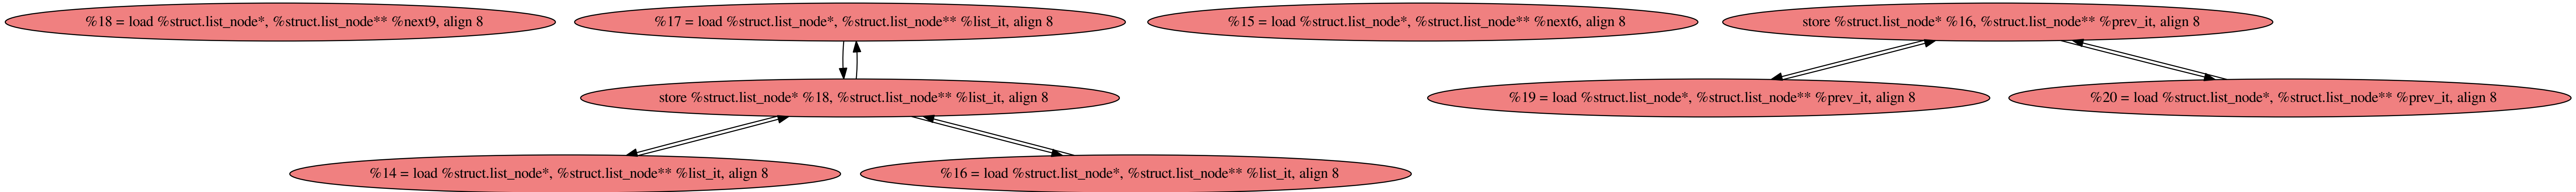 %18 = load %struct.list_node*, %struct.list_node** %next9, align 8
%17 = load %struct.list_node*, %struct.list_node** %list_it, align 8
%15 = load %struct.list_node*, %struct.list_node** %next6, align 8
store %struct.list_node* %16, %struct.list_node** %prev_it, align 8
store %struct.list_node* %18, %struct.list_node** %list_it, align 8
%19 = load %struct.list_node*, %struct.list_node** %prev_it, align 8
%20 = load %struct.list_node*, %struct.list_node** %prev_it, align 8
%14 = load %struct.list_node*, %struct.list_node** %list_it, align 8
%16 = load %struct.list_node*, %struct.list_node** %list_it, align 8